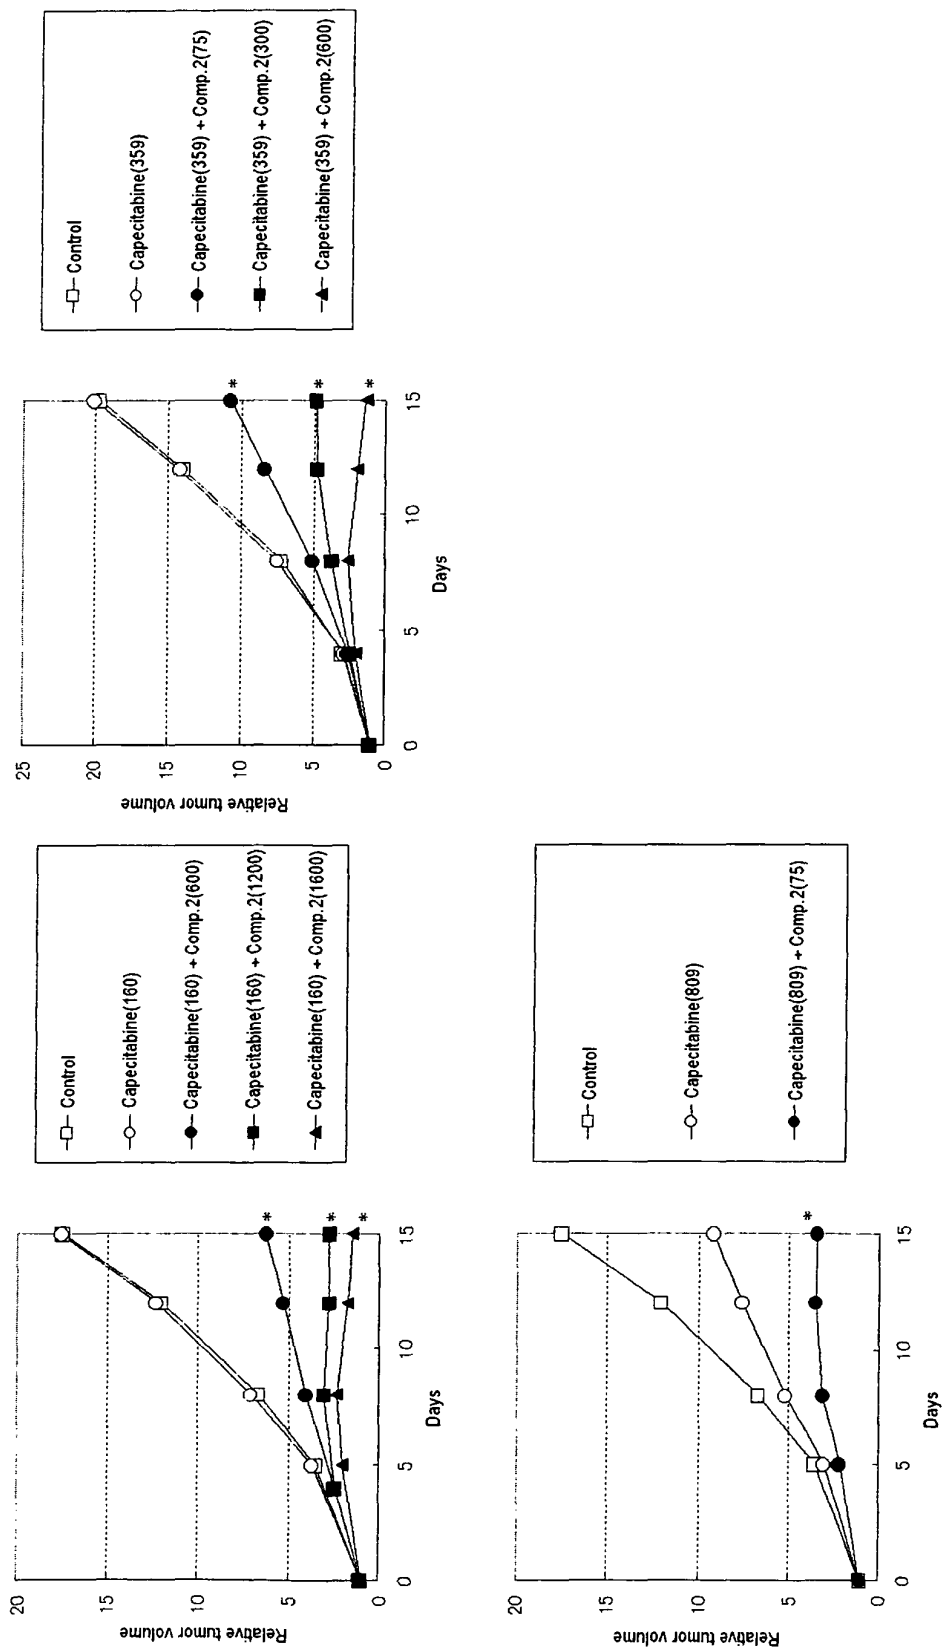 20
15
10
5
0
Relative tumor volume
0
5
10
15
Days
*
*
*
Control
Capecitabine(160)
Capecitabine(160) + Comp.2(600)
Capecitabine(160) + Comp.2(1200)
Capecitabine(160) + Comp.2(1600)
25
20
15
10
5
0
Relative tumor volume
0
5
10
15
Days
*
*
*
Control
Capecitabine(359)
Capecitabine(359) + Comp.2(75)
Capecitabine(359) + Comp.2(300)
Capecitabine(359) + Comp.2(600)
20
15
10
5
0
Relative tumor volume
0
5
10
15
Days
*
Control
Capecitabine(809)
Capecitabine(809) + Comp.2(75)